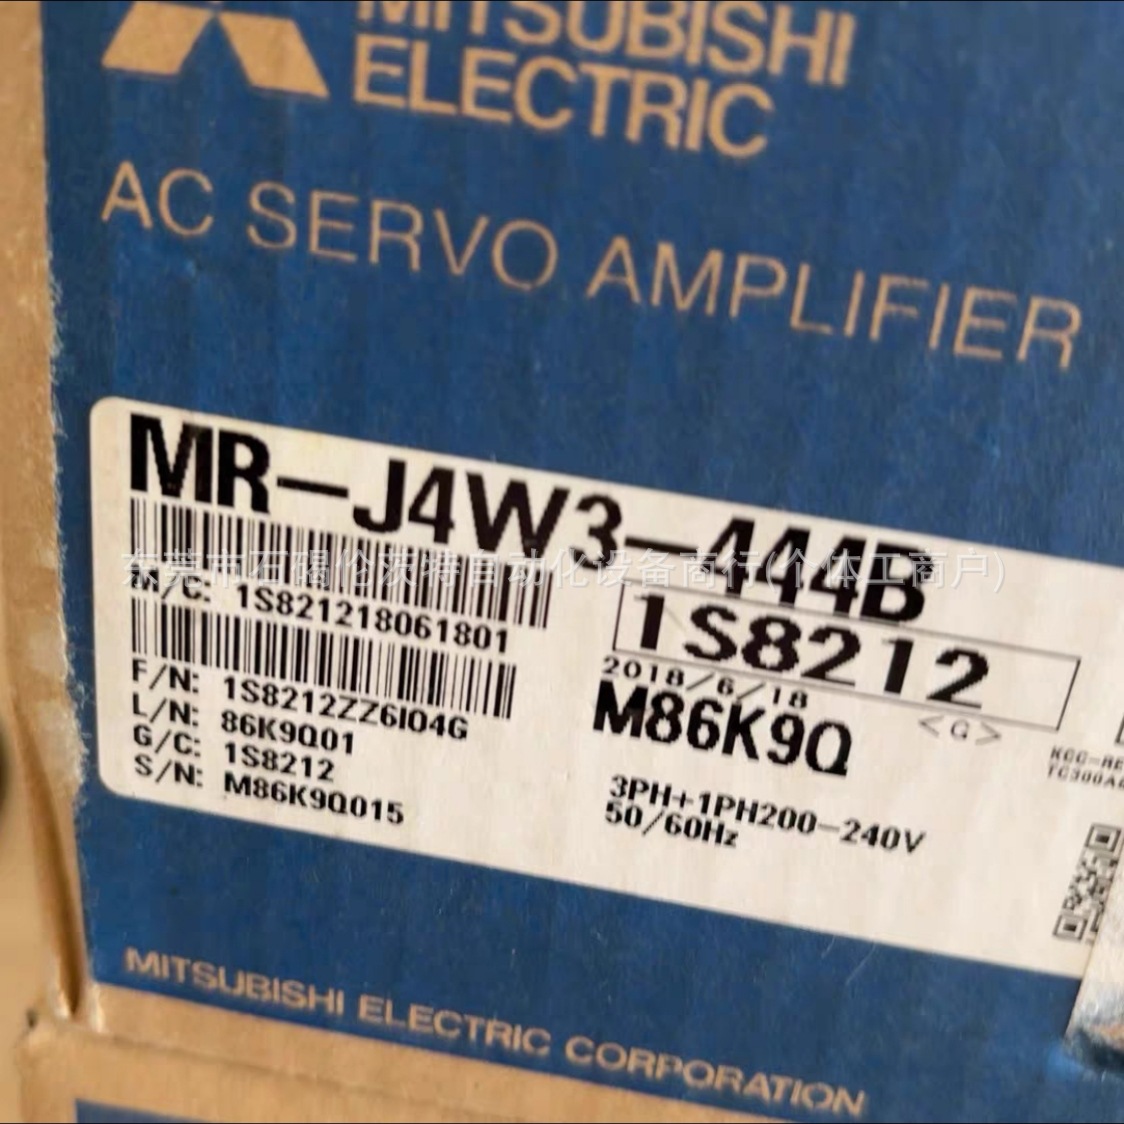 MITSUBISHI
ELECTRIC
AC SERVO AMPLIFIER
MR-J4W3-444B
东莞市石碣伦茨特自动化设备商行(个体工商户)
M/C: 1S821218061801
1S8212
F/N: 1S8212ZZ6I04G
2018/6/18
L/N: 86K9Q01
M86K9Q
<G>
G/C: 1S8212
S/N: M86K9Q015
3PH+1PH200-240V
50/60Hz
MITSUBISHI ELECTRIC CORPORATION